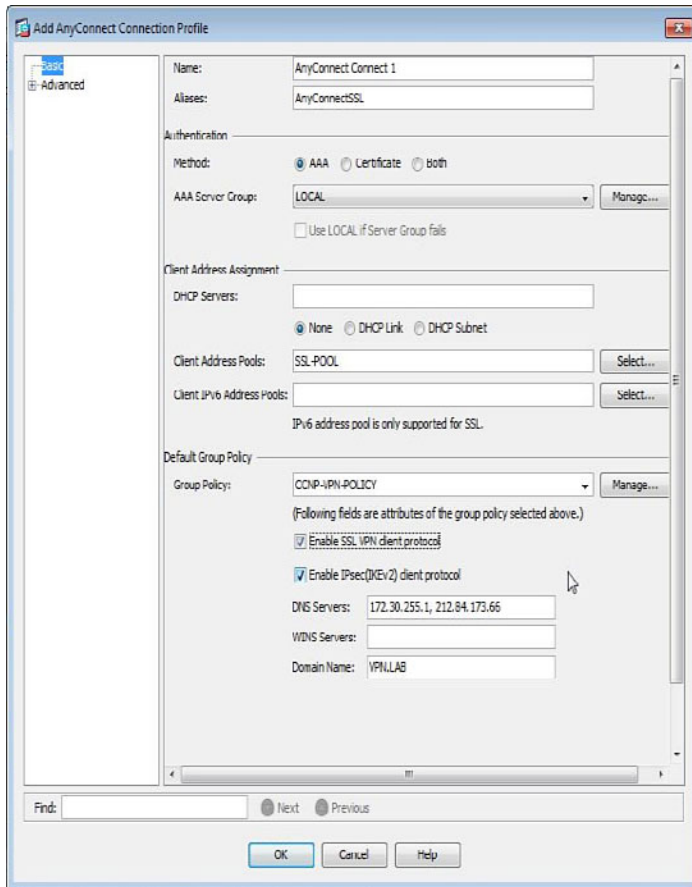 Add AnyConnect Connection Profile
Basic
Advanced
Name: AnyConnect Connect 1
Aliases: AnyConnectSSL
Authentication
Method: AAA Certificate Both
AAA Server Group: LOCAL Manage...
Use LOCAL if Server Group fails
Client Address Assignment
DHCP Servers:
None DHCP Link DHCP Subnet
Client Address Pools: SSL-POOL Select...
Client IPv6 Address Pools: Select...
IPv6 address pool is only supported for SSL.
Default Group Policy
Group Policy: CCNP-VPN-POLICY Manage...
(Following fields are attributes of the group policy selected above.)
Enable SSL VPN client protocol
Enable IPsec(IKEv2) client protocol
DNS Servers: 172.30.255.1, 212.84.173.66
WINS Servers:
Domain Name: VPN.LAB
Find: Next Previous
OK Cancel Help